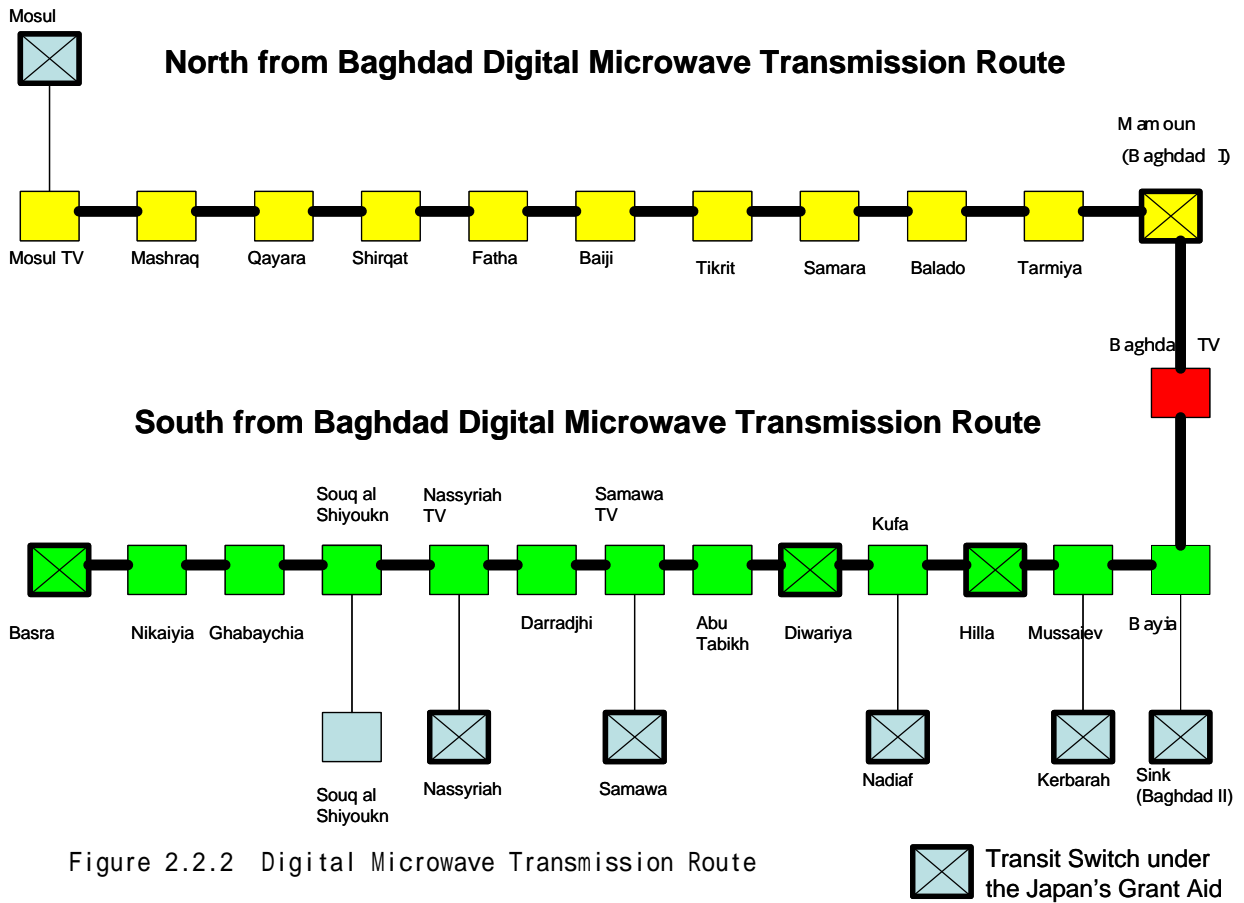 Mosul
North from Baghdad Digital Microwave Transmission Route
Mamoun
(Baghdad I)
Mosul TV
Mashraq
Qayara
Shirqat
Fatha
Baiji
Tikrit
Samara
Balado
Tarmiya
Baghda TV
South from Baghdad Digital Microwave Transmission Route
Souq al
Shiyoukn
Nassyriah
TV
Samawa
TV
Kufa
Basra
Nikaiyia
Ghabaychia
Darradjhi
Abu
Tabikh
Diwariya
Hilla
Mussaiev
Bayia
Souq al
Shiyoukn
Nassyriah
Samawa
Nadiaf
Kerbarah
Sink
(Baghdad II)
Figure 2.2.2 Digital Microwave Transmission Route
Transit Switch under
the Japan's Grant Aid